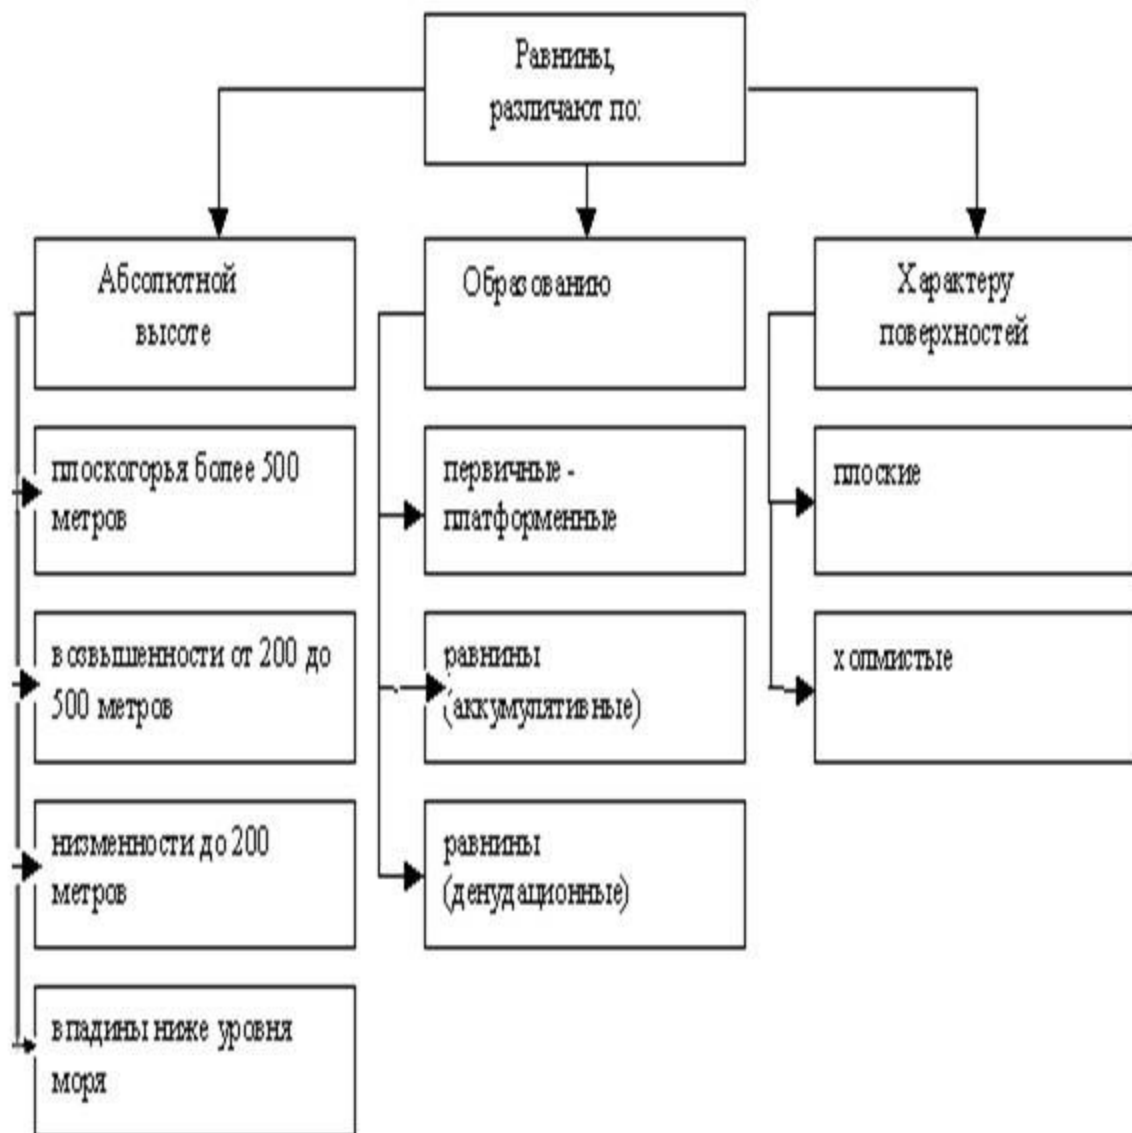 Равнины,
различают по:
Абсолютной
высоте
плоскогорья более 500
метров
возвышенности от 200 до
500 метров
низменности до 200
метров
впадины ниже уровня
моря
Образованию
первичные -
платформенные
равнины
(аккумулятивные)
равнины
(денудационные)
Характеру
поверхностей
плоские
холмистые